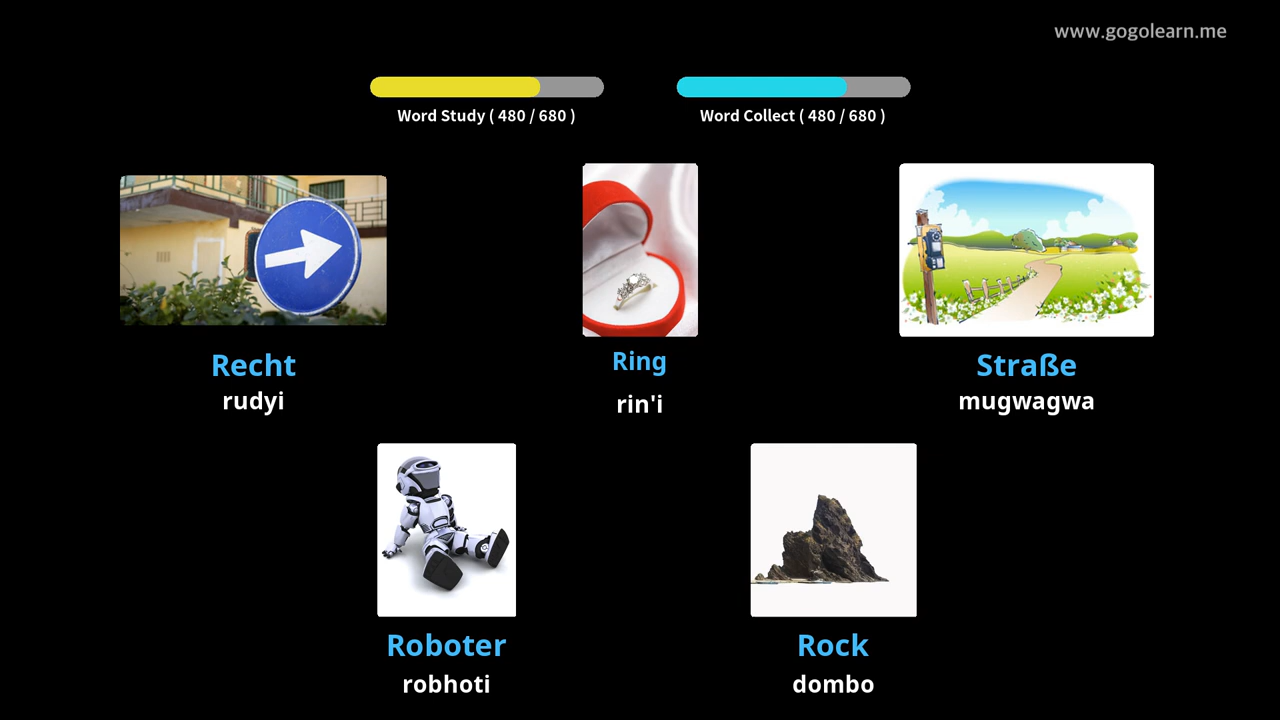 www.gogolearn.me
Word Study ( 480 / 680 )
Word Collect ( 480 / 680 )
Recht
rudyi
Ring
rin'i
Straße
mugwagwa
Roboter
robhoti
Rock
dombo